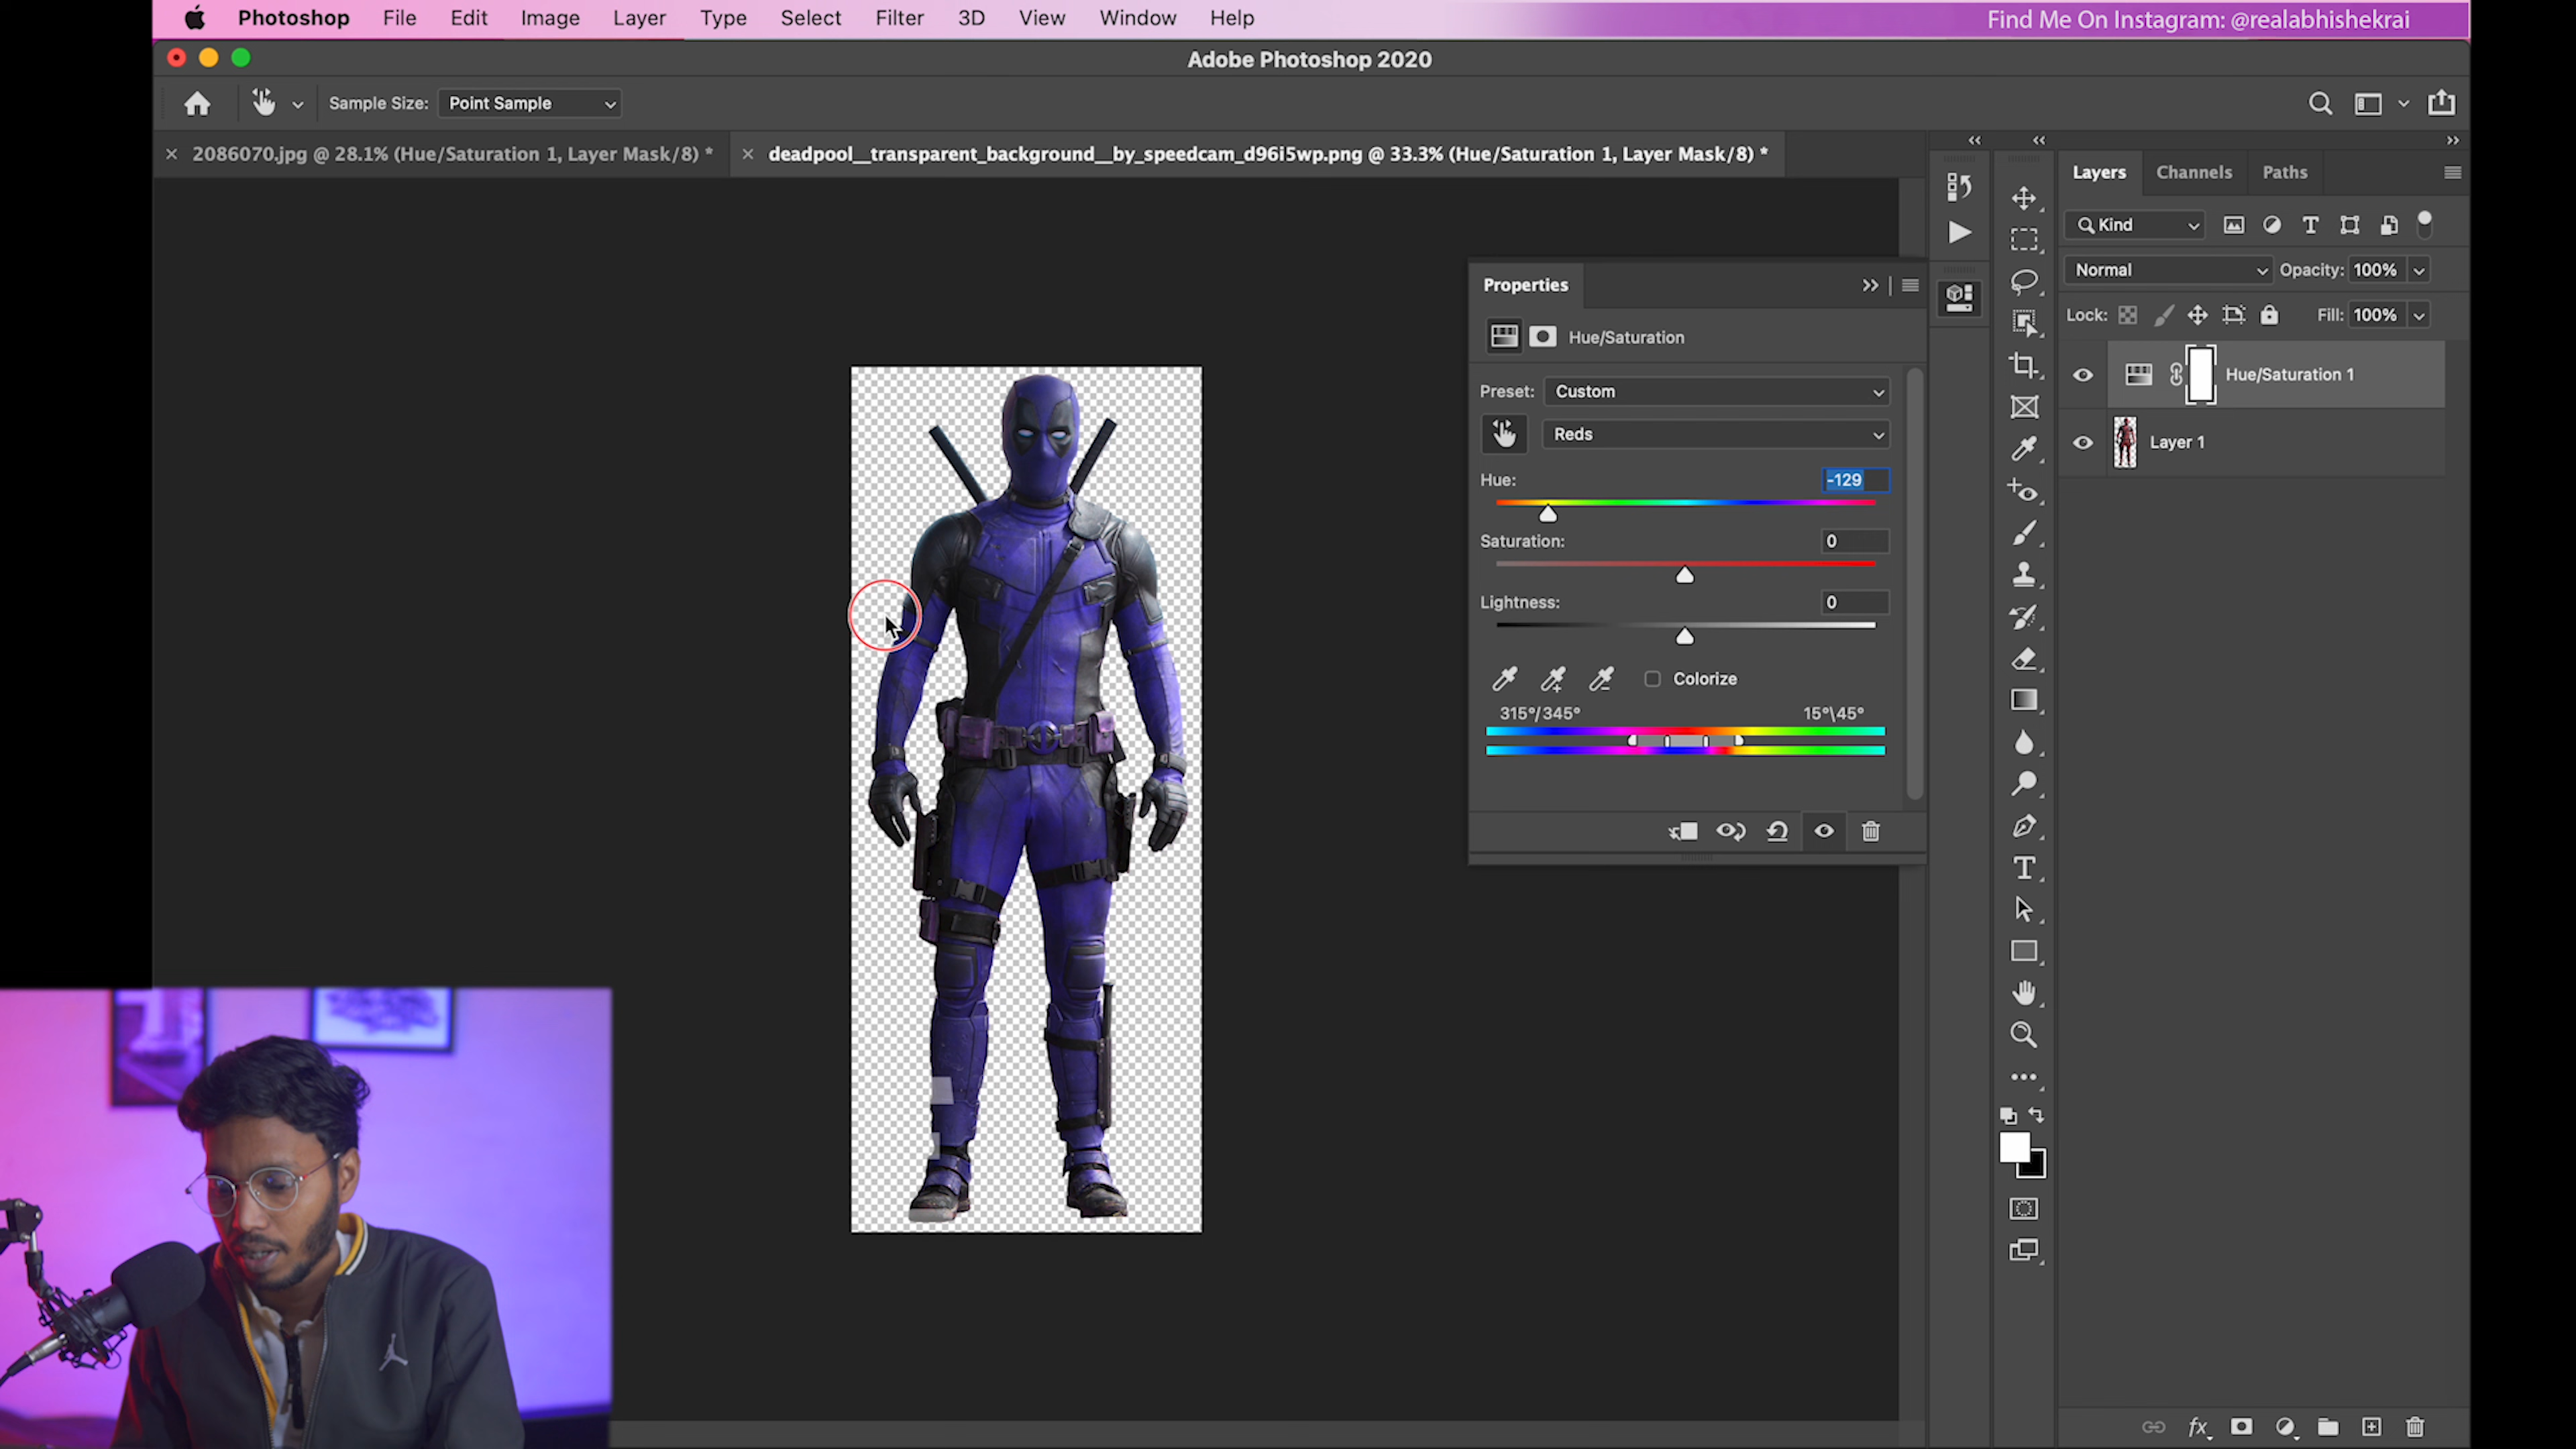 Photoshop File Edit Image Layer Type Select Filter 3D View Window Help
Find Me On Instagram: @realabhishekrai
Adobe Photoshop 2020
Sample Size: Point Sample
2086070.jpg @ 28.1% (Hue/Saturation 1, Layer Mask/8) *
deadpool__transparent_background__by_speedcam_d96i5wp.png @ 33.3% (Hue/Saturation 1, Layer Mask/8) *
Layers Channels Paths
Kind
Normal Opacity: 100%
Lock: Fill: 100%
Hue/Saturation 1
Layer 1
Properties
Hue/Saturation
Preset: Custom
Reds
Hue: -129
Saturation: 0
Lightness: 0
Colorize
315°/345° 15°\45°
fx